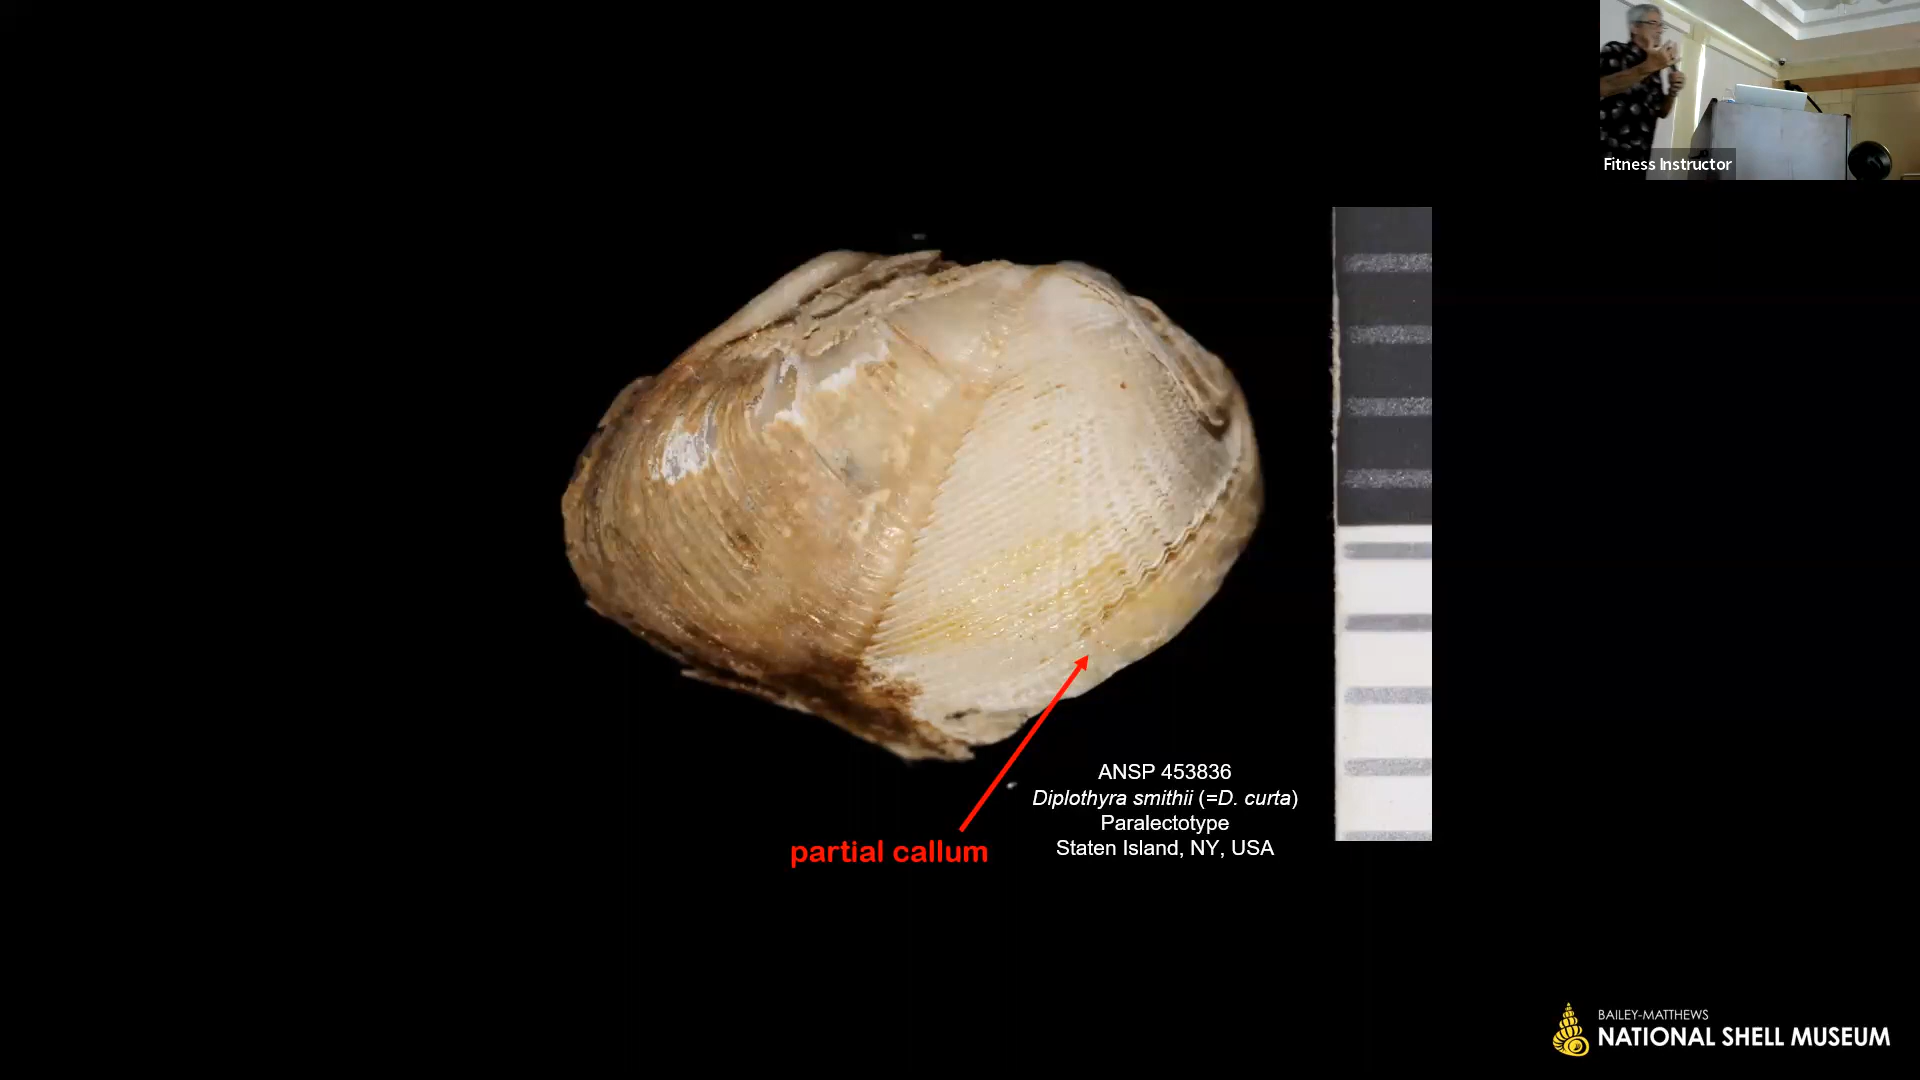 Fitness Instructor
ANSP 453836
Diplothyra smithii (=D. curta)
Paralectotype
Staten Island, NY, USA
partial callum
BAILEY-MATTHEWS
NATIONAL SHELL MUSEUM